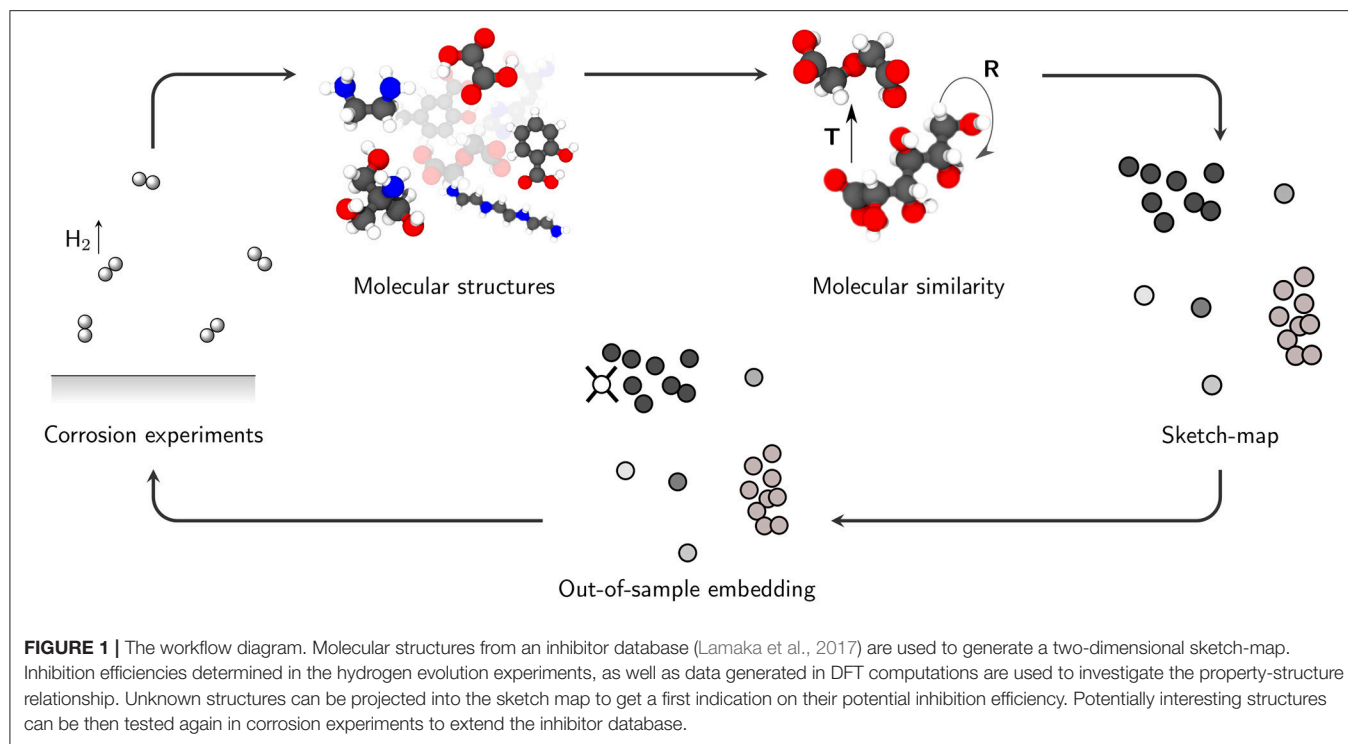 R
T
H₂
Molecular structures
Molecular similarity
Corrosion experiments
Sketch-map
Out-of-sample embedding
FIGURE 1 | The workflow diagram. Molecular structures from an inhibitor database (Lamaka et al., 2017) are used to generate a two-dimensional sketch-map.
Inhibition efficiencies determined in the hydrogen evolution experiments, as well as data generated in DFT computations are used to investigate the property-structure
relationship. Unknown structures can be projected into the sketch map to get a first indication on their potential inhibition efficiency. Potentially interesting structures
can be then tested again in corrosion experiments to extend the inhibitor database.